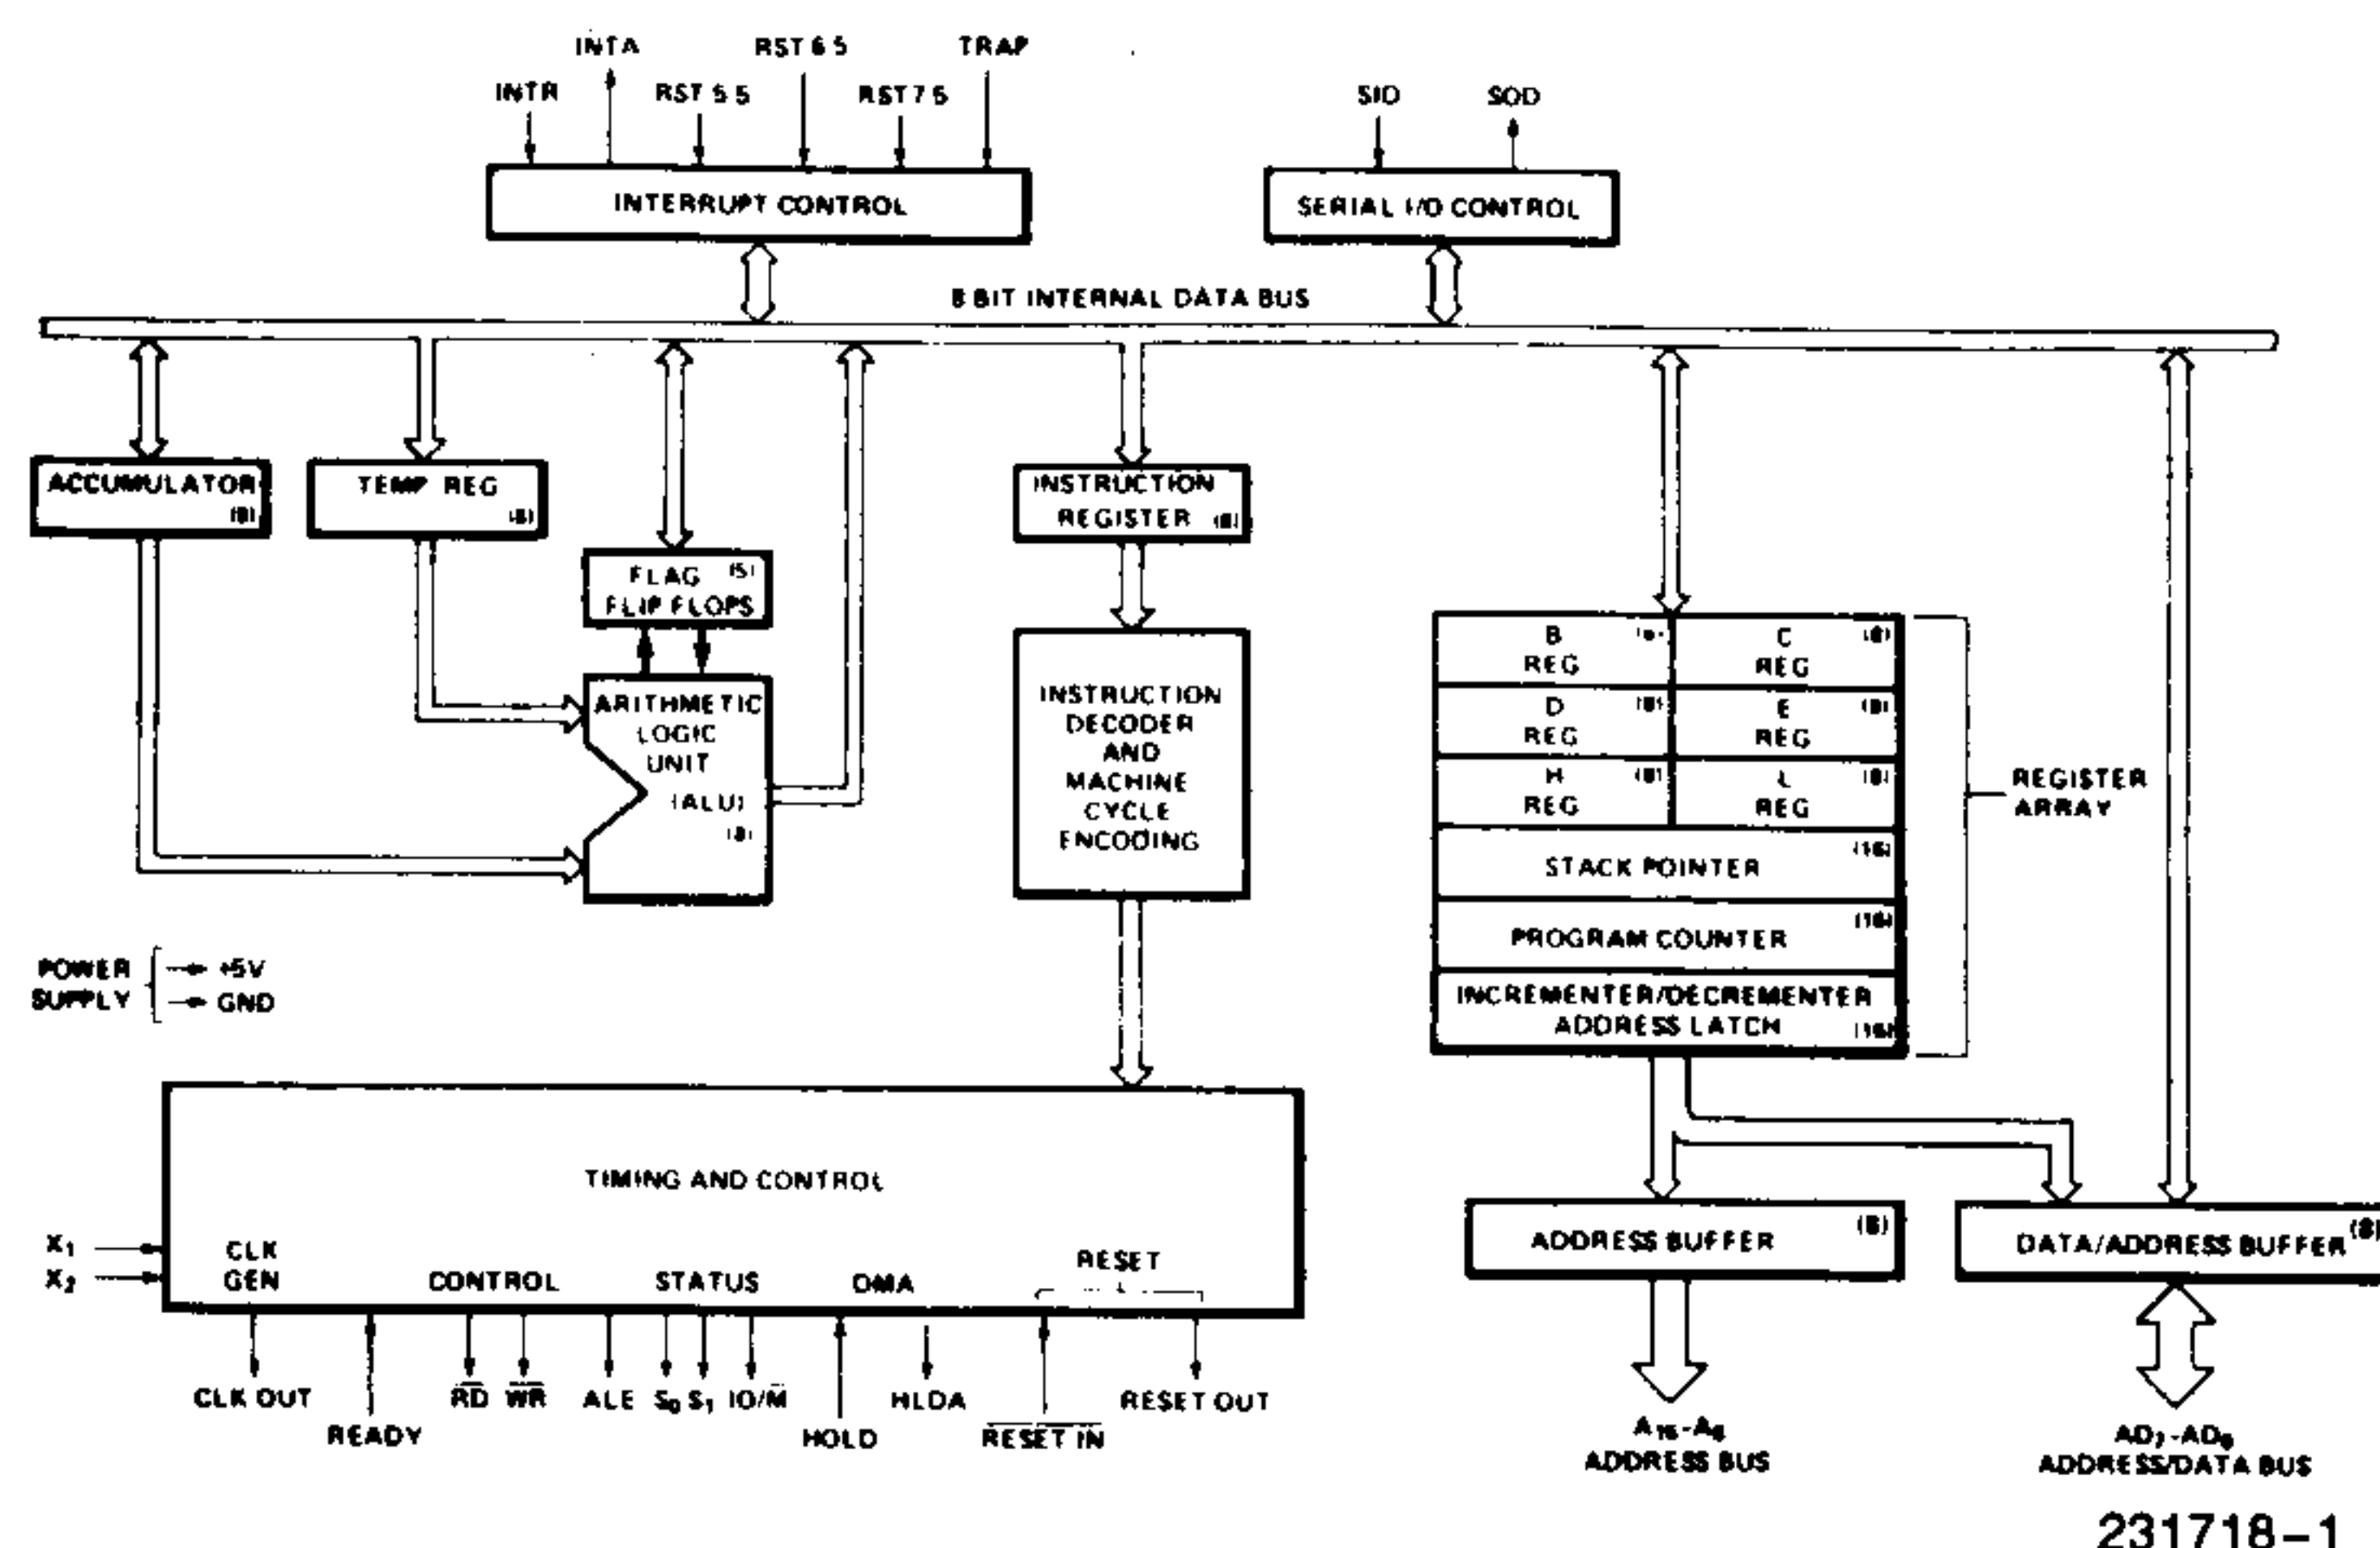 INTA
RST 6 5
TRAP
INTR
RST 5 5
RST 7 5
SID
SOD
INTERRUPT CONTROL
SERIAL I/O CONTROL
8 BIT INTERNAL DATA BUS
ACCUMULATOR
(8)
TEMP REG
(8)
INSTRUCTION
REGISTER (8)
FLAG (5)
FLIP FLOPS
ARITHMETIC
LOGIC
UNIT
(ALU)
(8)
INSTRUCTION
DECODER
AND
MACHINE
CYCLE
ENCODING
B
REG
C (8)
REG
D (8)
REG
E (8)
REG
H (8)
REG
L (8)
REG
STACK POINTER (16)
PROGRAM COUNTER (16)
INCREMENTER/DECREMENTER
ADDRESS LATCH (16)
REGISTER
ARRAY
POWER
SUPPLY
+5V
GND
TIMING AND CONTROL
X1
X2
CLK
GEN
CONTROL
STATUS
DMA
RESET
CLK OUT
READY
RD
WR
ALE
S0 S1 IO/M
HOLD
HLDA
RESET IN
RESET OUT
ADDRESS BUFFER (8)
DATA/ADDRESS BUFFER (8)
A15-A8
ADDRESS BUS
AD7-AD0
ADDRESS/DATA BUS
231718-1